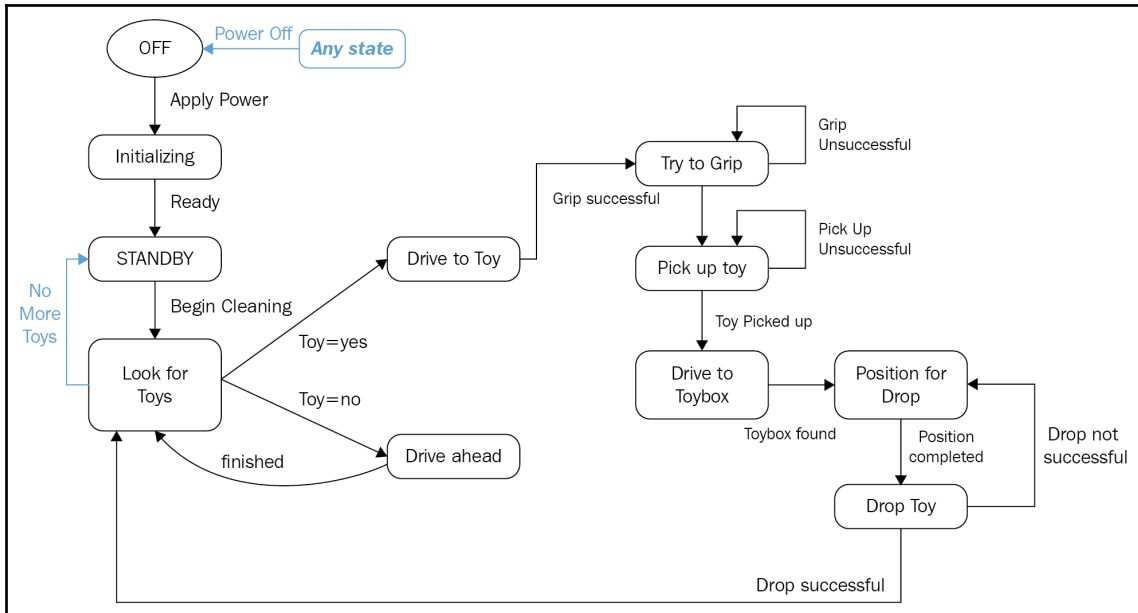 OFF
Power Off
Any state
Apply Power
Initializing
Ready
STANDBY
No
More
Toys
Begin Cleaning
Look for
Toys
Toy=yes
Toy=no
finished
Drive to Toy
Drive ahead
Try to Grip
Grip
Unsuccessful
Grip successful
Pick up toy
Pick Up
Unsuccessful
Toy Picked up
Drive to
Toybox
Toybox found
Position for
Drop
Position
completed
Drop not
successful
Drop Toy
Drop successful